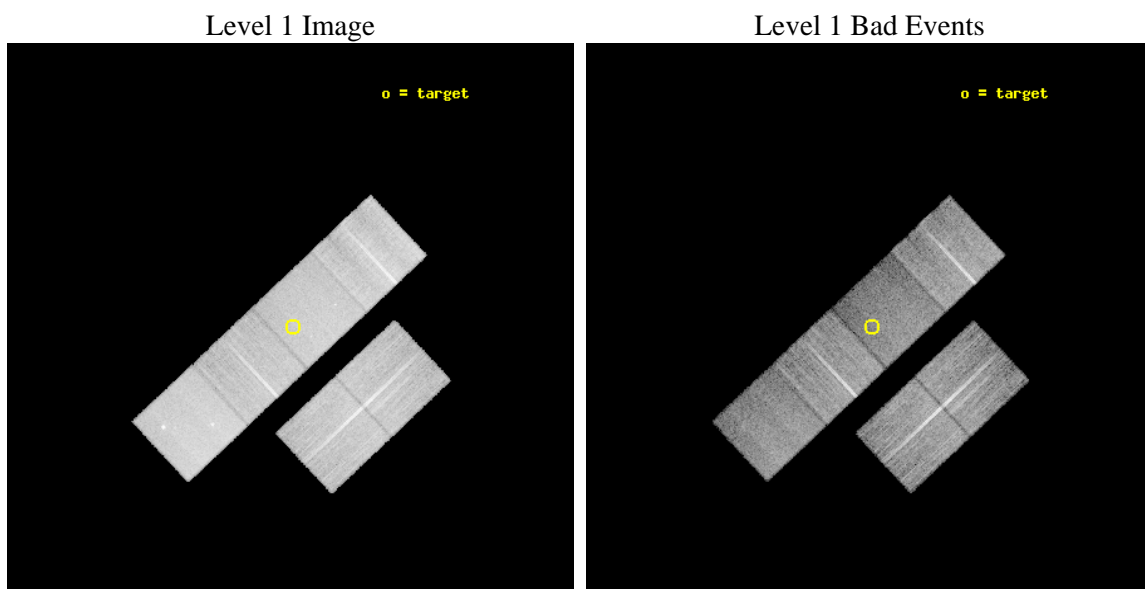 Level 1 Image
Level 1 Bad Events
o = target
o = target